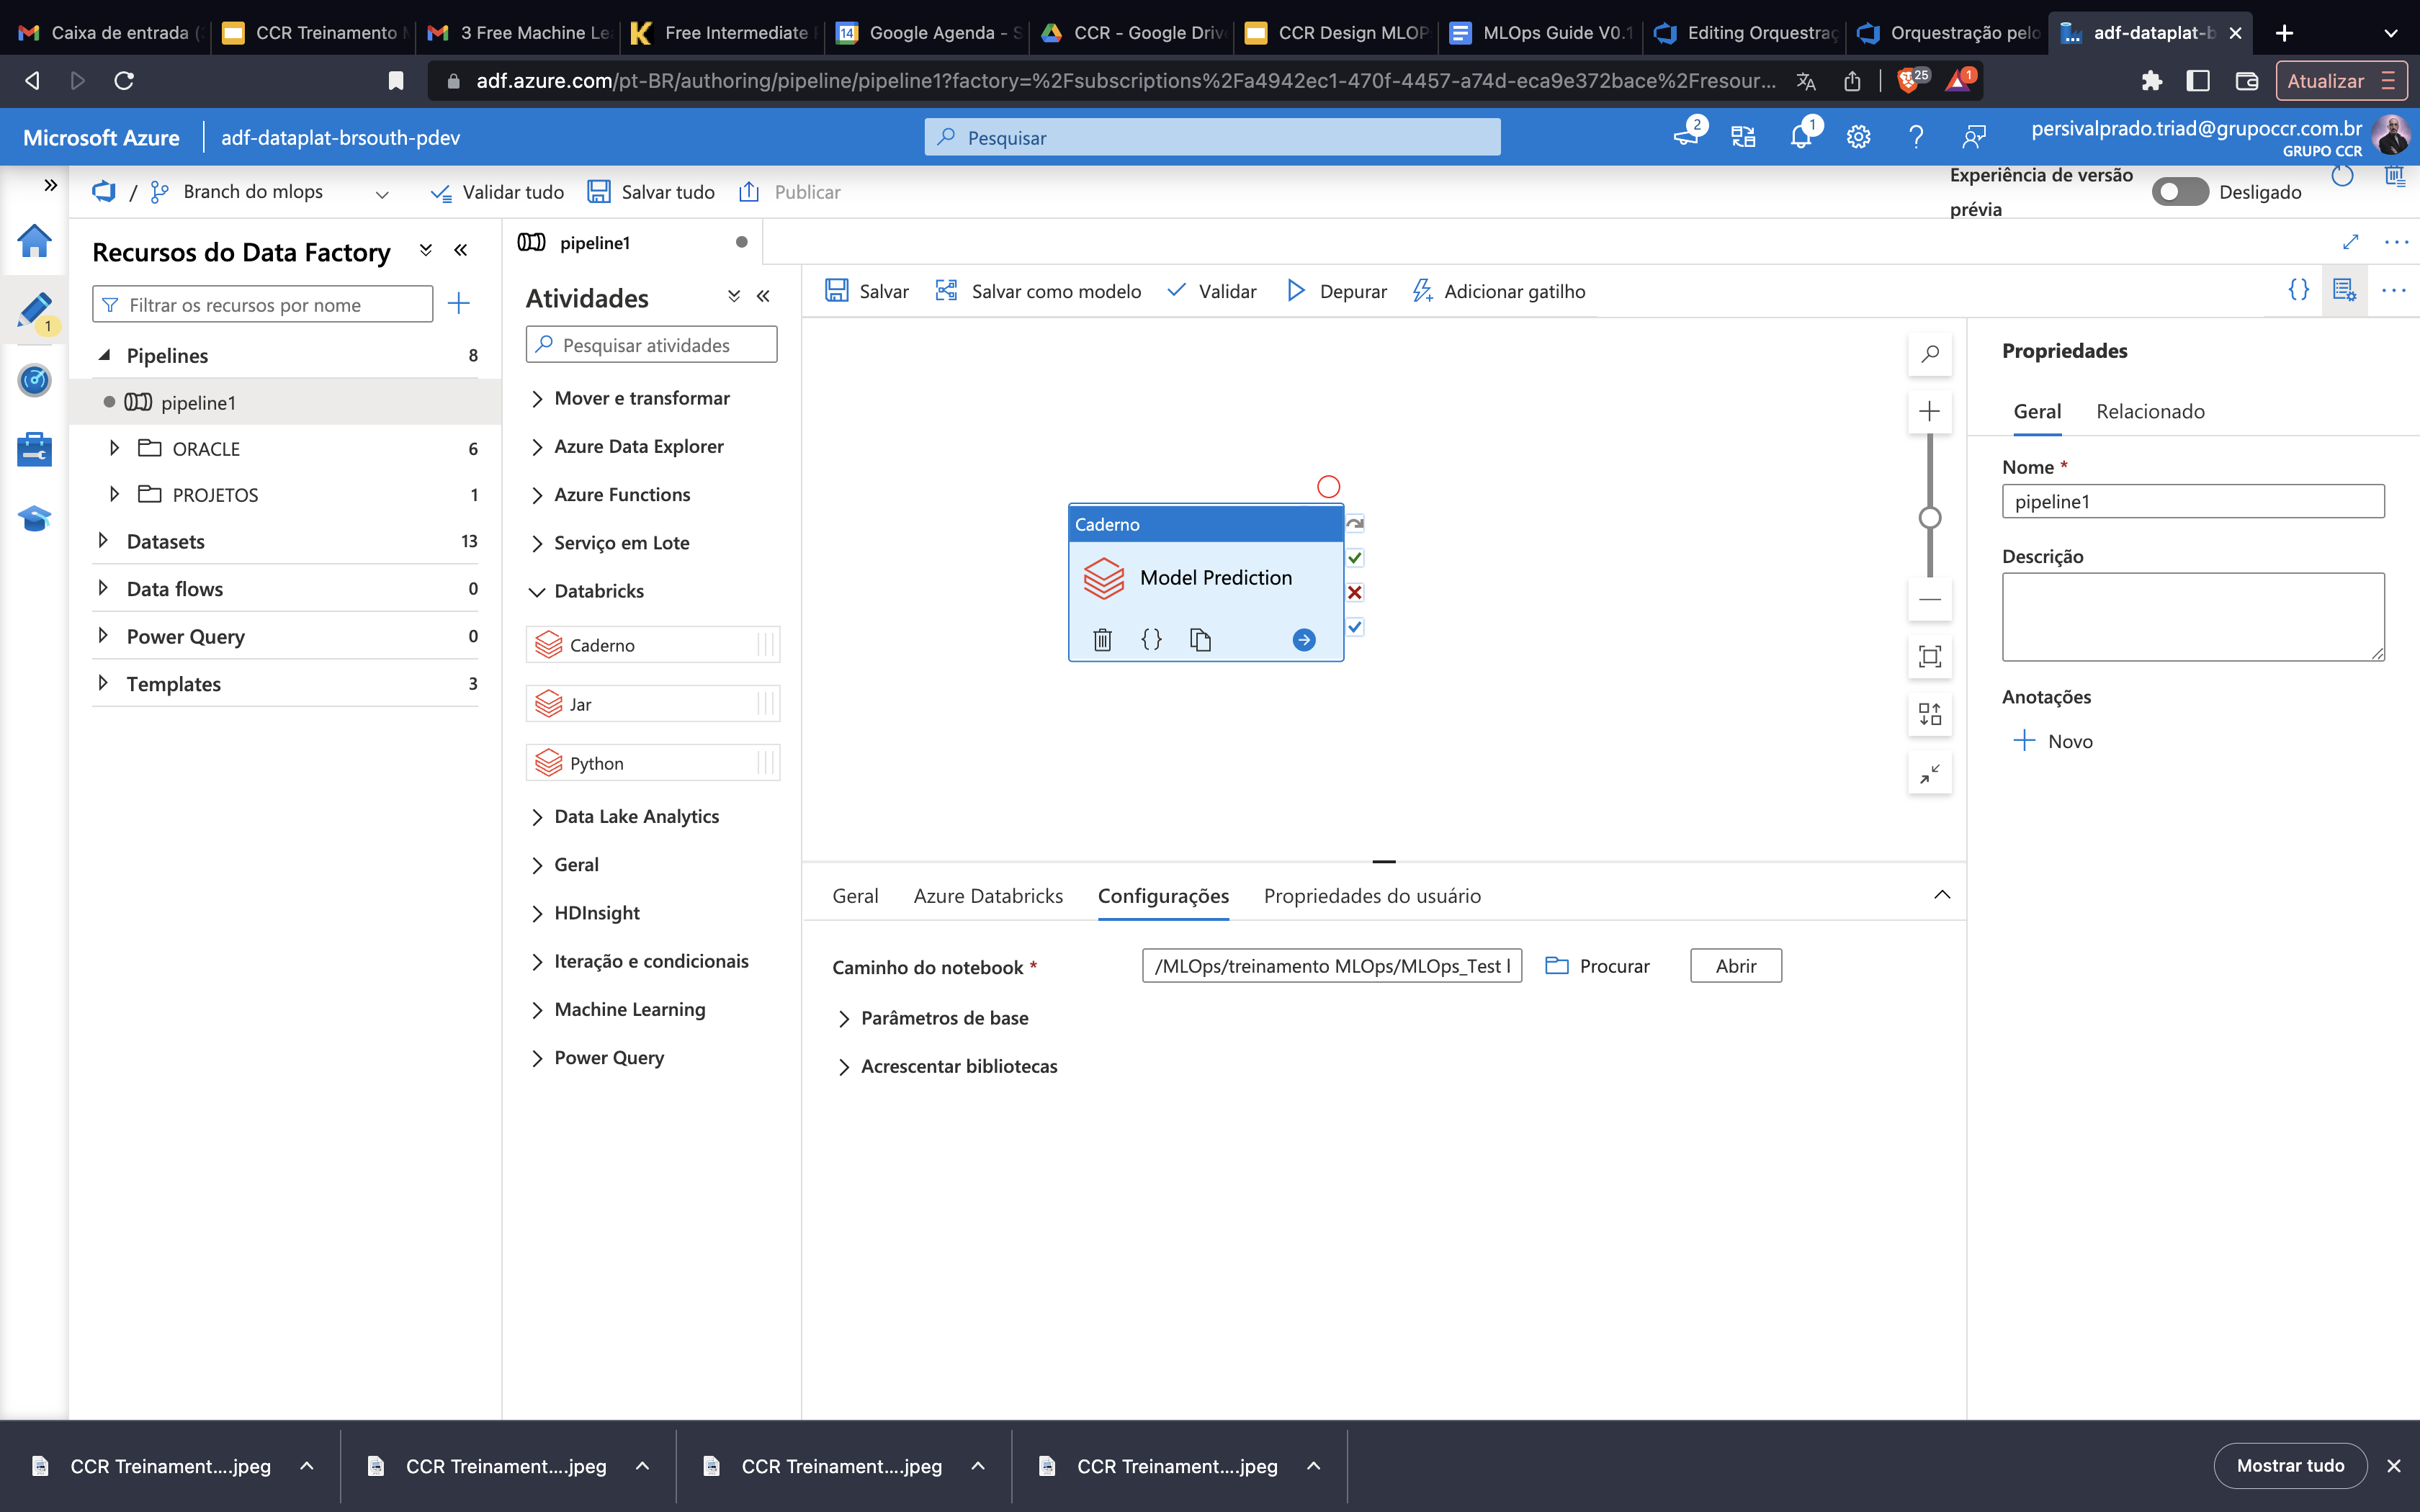 Caixa de entrada
CCR Treinamento
3 Free Machine Le
Free Intermediate
14
Google Agenda - S
CCR - Google Driv
CCR Design MLOP
MLOps Guide V0.1
Editing Orquestraç
Orquestração pelo
adf-dataplat-b
adf.azure.com/pt-BR/authoring/pipeline/pipeline1?factory=%2Fsubscriptions%2Fa4942ec1-470f-4457-a74d-eca9e372bace%2Fresour...
25
1
Atualizar
Microsoft Azure
adf-dataplat-brsouth-pdev
Pesquisar
2
1
persivalprado.triad@grupoccr.com.br
GRUPO CCR
/
Branch do mlops
Validar tudo
Salvar tudo
Publicar
Experiência de versão
prévia
Desligado
Recursos do Data Factory
Filtrar os recursos por nome
1
Pipelines 8
pipeline1
ORACLE 6
PROJETOS 1
Datasets 13
Data flows 0
Power Query 0
Templates 3
pipeline1
Atividades
Pesquisar atividades
Mover e transformar
Azure Data Explorer
Azure Functions
Serviço em Lote
Databricks
Caderno
Jar
Python
Data Lake Analytics
Geral
HDInsight
Iteração e condicionais
Machine Learning
Power Query
Salvar
Salvar como modelo
Validar
Depurar
Adicionar gatilho
{}
Caderno
Model Prediction
{}
Geral
Azure Databricks
Configurações
Propriedades do usuário
Caminho do notebook *
/MLOps/treinamento MLOps/MLOps_Test
Procurar
Abrir
Parâmetros de base
Acrescentar bibliotecas
Propriedades
Geral
Relacionado
Nome *
pipeline1
Descrição
Anotações
Novo
CCR Treinament....jpeg
CCR Treinament....jpeg
CCR Treinament....jpeg
CCR Treinament....jpeg
Mostrar tudo